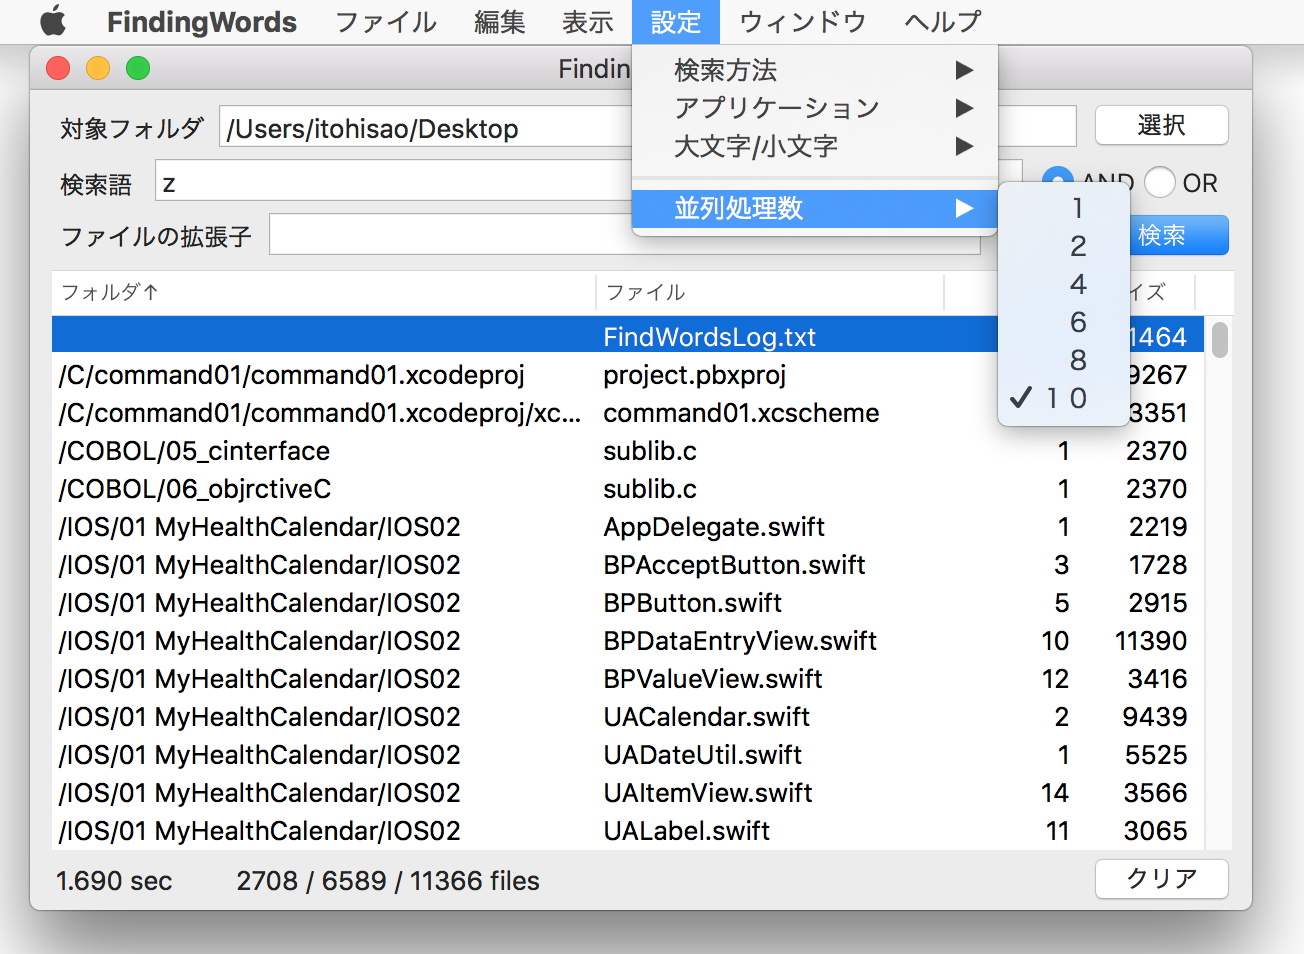 FindingWords ファイル 編集 表示 設定 ウィンドウ ヘルプ
Findin
検索方法
アプリケーション
大文字/小文字
並列処理数
1
2
4
6
8
10
対象フォルダ /Users/itohisao/Desktop 選択
検索語 z AND OR
ファイルの拡張子 検索
フォルダ↑ ファイル イズ
FindWordsLog.txt 1464
/C/command01/command01.xcodeproj project.pbxproj 9267
/C/command01/command01.xcodeproj/xc... command01.xcscheme 3351
/COBOL/05_cinterface sublib.c 1 2370
/COBOL/06_objrctiveC sublib.c 1 2370
/IOS/01 MyHealthCalendar/IOS02 AppDelegate.swift 1 2219
/IOS/01 MyHealthCalendar/IOS02 BPAcceptButton.swift 3 1728
/IOS/01 MyHealthCalendar/IOS02 BPButton.swift 5 2915
/IOS/01 MyHealthCalendar/IOS02 BPDataEntryView.swift 10 11390
/IOS/01 MyHealthCalendar/IOS02 BPValueView.swift 12 3416
/IOS/01 MyHealthCalendar/IOS02 UACalendar.swift 2 9439
/IOS/01 MyHealthCalendar/IOS02 UADateUtil.swift 1 5525
/IOS/01 MyHealthCalendar/IOS02 UAItemView.swift 14 3566
/IOS/01 MyHealthCalendar/IOS02 UALabel.swift 11 3065
1.690 sec 2708 / 6589 / 11366 files クリア